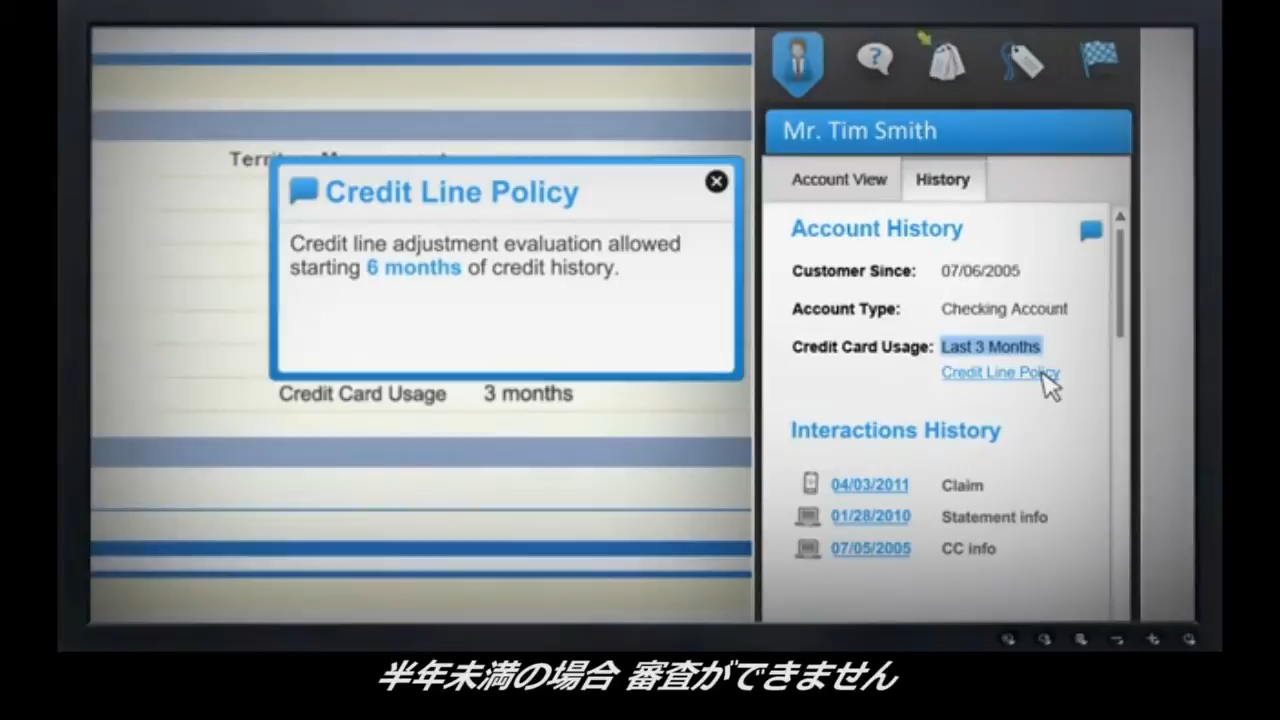 Mr. Tim Smith
Account View
History
Credit Line Policy
Credit line adjustment evaluation allowed
starting 6 months of credit history.
Credit Card Usage 3 months
Account History
Customer Since: 07/06/2005
Account Type: Checking Account
Credit Card Usage: Last 3 Months
Credit Line Policy
Interactions History
04/03/2011 Claim
01/28/2010 Statement info
07/05/2005 CC info
半年未満の場合 審査ができません